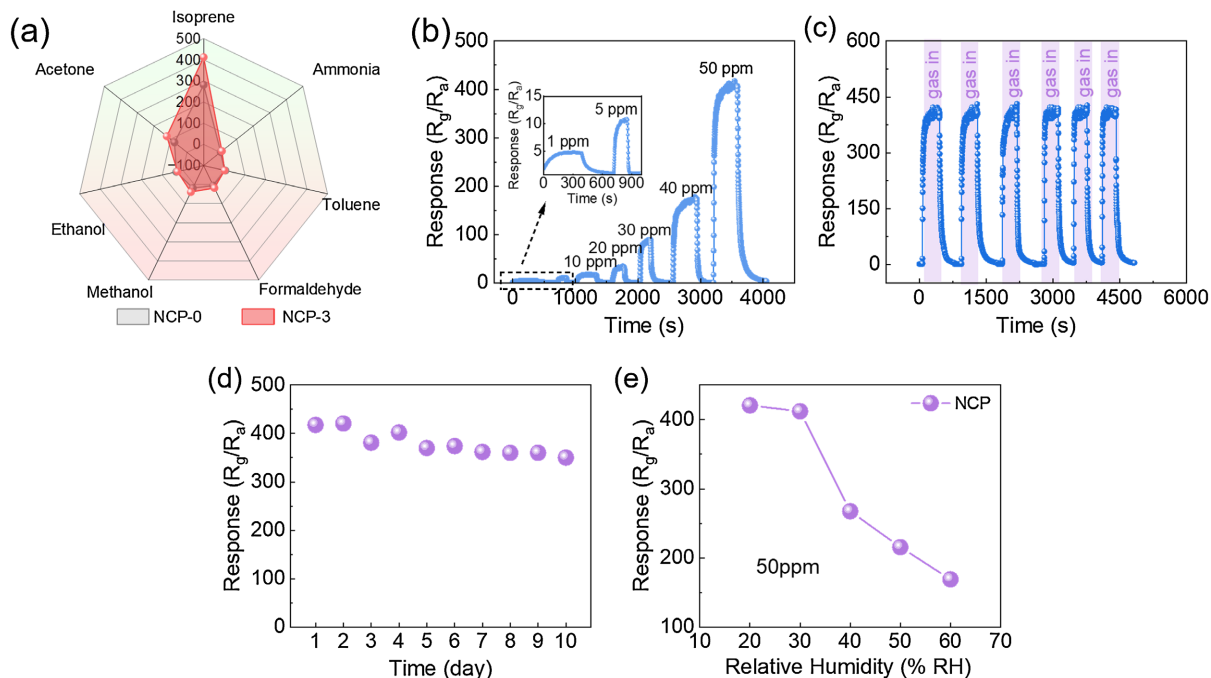 (a)
Isoprene
500
400
300
200
100
0
-100
Acetone
Ammonia
Ethanol
Toluene
Methanol
Formaldehyde
NCP-0
NCP-3
(b)
Response (Rg/Ra)
500
400
300
200
100
0
0
1000
2000
3000
4000
Time (s)
10 ppm
20 ppm
30 ppm
40 ppm
50 ppm
Response (Rg/Ra)
15
10
5
0
300
600
900
Time (s)
1 ppm
5 ppm
(c)
Response (Rg/Ra)
600
450
300
150
0
0
1500
3000
4500
6000
Time (s)
gas in
gas in
gas in
gas in
gas in
gas in
(d)
Response (Rg/Ra)
500
400
300
200
100
0
1
2
3
4
5
6
7
8
9
10
Time (day)
(e)
Response (Rg/Ra)
400
300
200
100
10
20
30
40
50
60
70
Relative Humidity (% RH)
NCP
50ppm